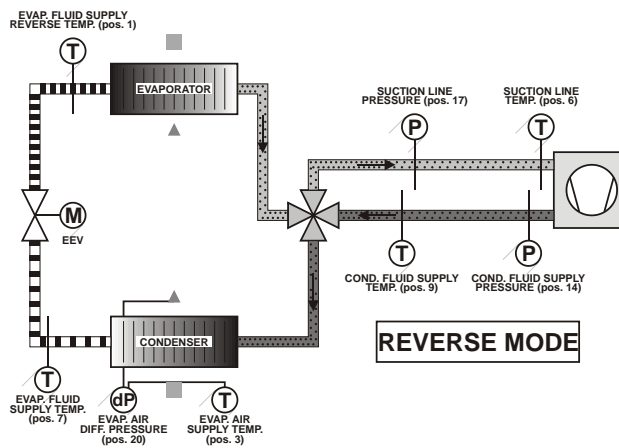 EVAP. FLUID SUPPLY
REVERSE TEMP. (pos. 1)
T
EVAPORATOR
SUCTION LINE
PRESSURE (pos. 17)
P
SUCTION LINE
TEMP. (pos. 6)
T
M
EEV
T
COND. FLUID SUPPLY
TEMP. (pos. 9)
P
COND. FLUID SUPPLY
PRESSURE (pos. 14)
CONDENSER
REVERSE MODE
T
EVAP. FLUID
SUPPLY TEMP.
(pos. 7)
dP
EVAP. AIR
DIFF. PRESSURE
(pos. 20)
T
EVAP. AIR
SUPPLY TEMP.
(pos. 3)